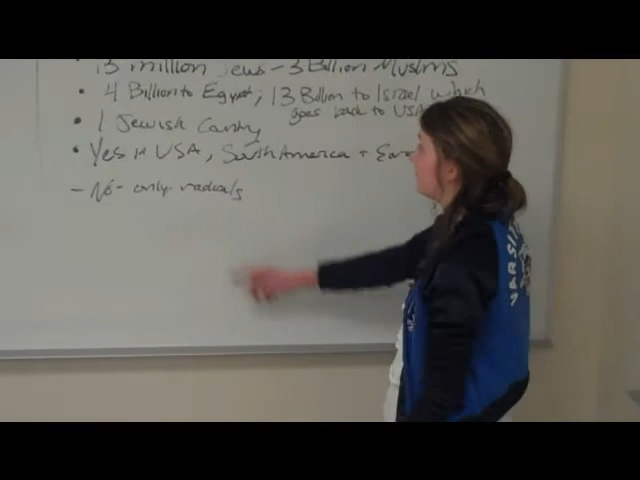 • 13 million Jews - 3 Billion Muslims
• 4 Billion to Egypt; 13 Billion to Israel which
goes back to USA
• 1 Jewish Country
• Yes in USA, South America +
- No - only radicals
VARSI